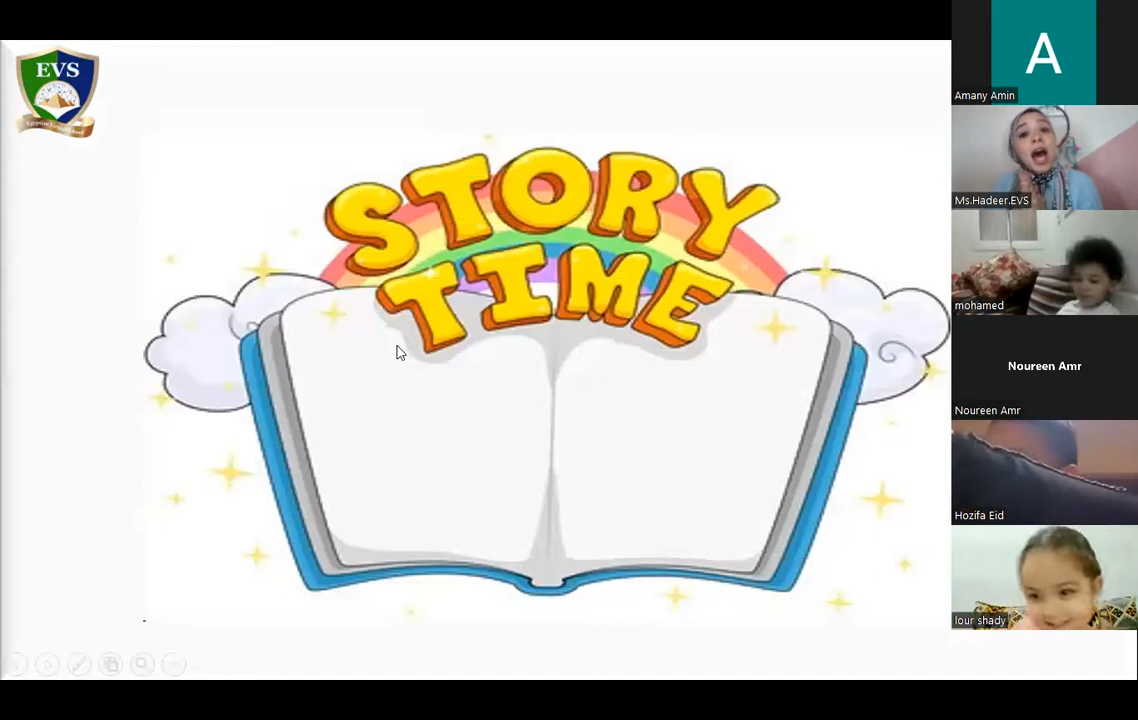 EVS
STORY
TIME
A
Amany Amin
Ms.Hadeer.EVS
mohamed
Noureen Amr
Noureen Amr
Hozifa Eid
lour shady